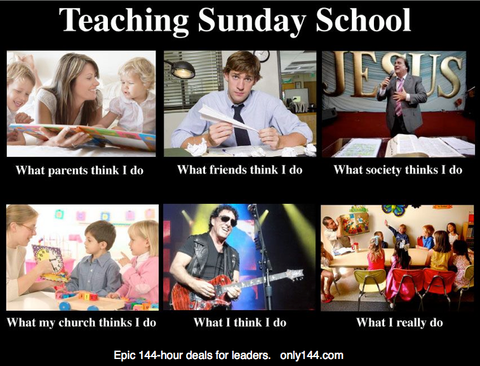 Teaching Sunday School
JESUS
What parents think I do
What friends think I do
What society thinks I do
What my church thinks I do
What I think I do
What I really do
Epic 144-hour deals for leaders. only144.com